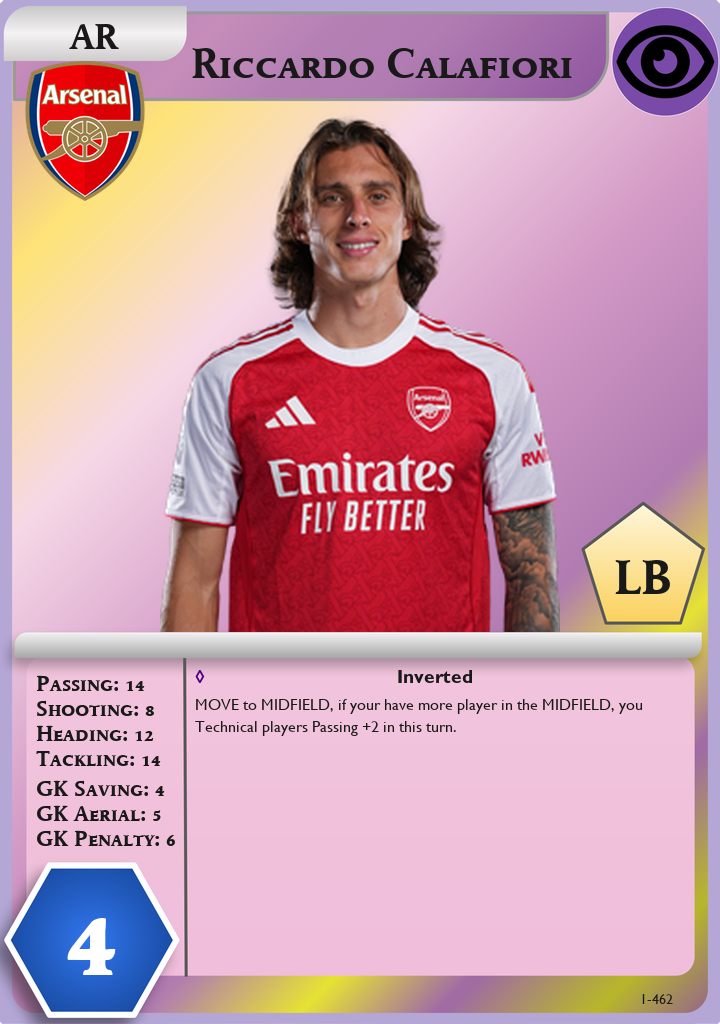 AR
Riccardo Calafiori
Arsenal
Arsenal
Emirates
FLY BETTER
LB
Passing: 14
Shooting: 8
Heading: 12
Tackling: 14
GK Saving: 4
GK Aerial: 5
GK Penalty: 6
4
Inverted
MOVE to MIDFIELD, if your have more player in the MIDFIELD, you
Technical players Passing +2 in this turn.
1-462